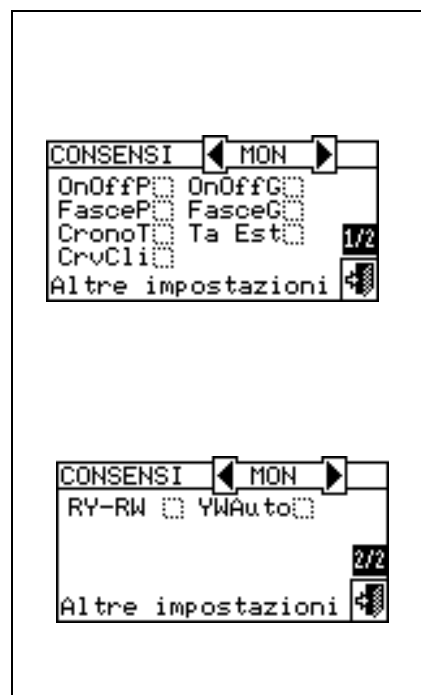 CONSENSI MON
OnOffP OnOffG
FasceP FasceG
CronoT Ta Est
1/2
CrvCli
Altre impostazioni
CONSENSI MON
RY-RW YWAuto
2/2
Altre impostazioni